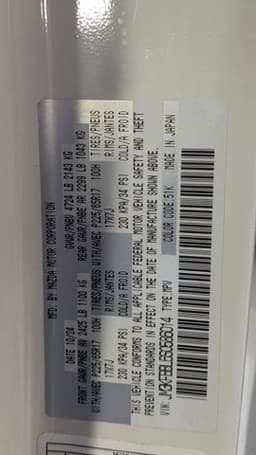 MFD. BY MAZDA MOTOR CORPORATION
DATE 10/24 GVWR/PNBV 4724 LB 2143 KG
FRONT GAWR/PNBE AV 2425 LB 1100 KG REAR GAWR/PNBE AR 2299 LB 1043 KG
WITH/AVEC P225/65R17 100H TIRES/PNEUS WITH/AVEC P225/65R17 100H TIRES/PNEUS
17X7J RIMS/JANTES 17X7J RIMS/JANTES
230 KPA/34 PSI COLD/A FROID 230 KPA/34 PSI COLD/A FROID
THIS VEHICLE CONFORMS TO ALL APPLICABLE FEDERAL MOTOR VEHICLE SAFETY AND THEFT
PREVENTION STANDARDS IN EFFECT ON THE DATE OF MANUFACTURE SHOWN ABOVE.
VIN: TYPE:MPV
COLOR CODE:51K MADE IN JAPAN